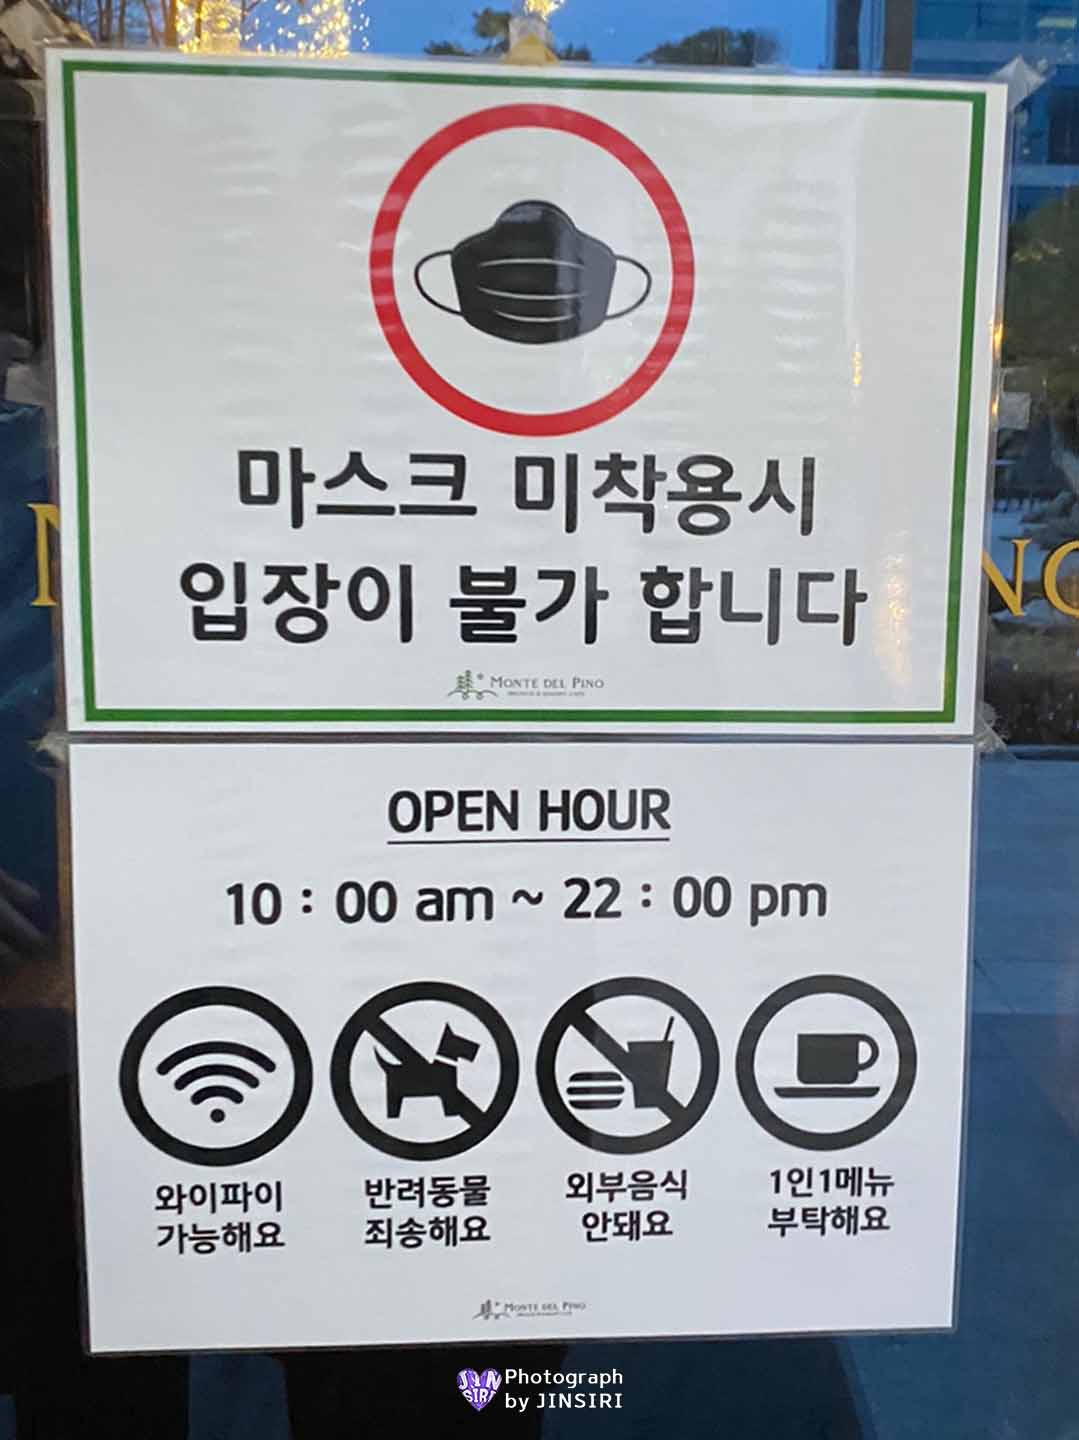 마스크 미착용시
입장이 불가 합니다
MONTE DEL PINO
OPEN HOUR
10 : 00 am ~ 22 : 00 pm
와이파이
가능해요
반려동물
죄송해요
외부음식
안돼요
1인1메뉴
부탁해요
MONTE DEL PINO
JIN
SIRI
Photograph
by JINSIRI